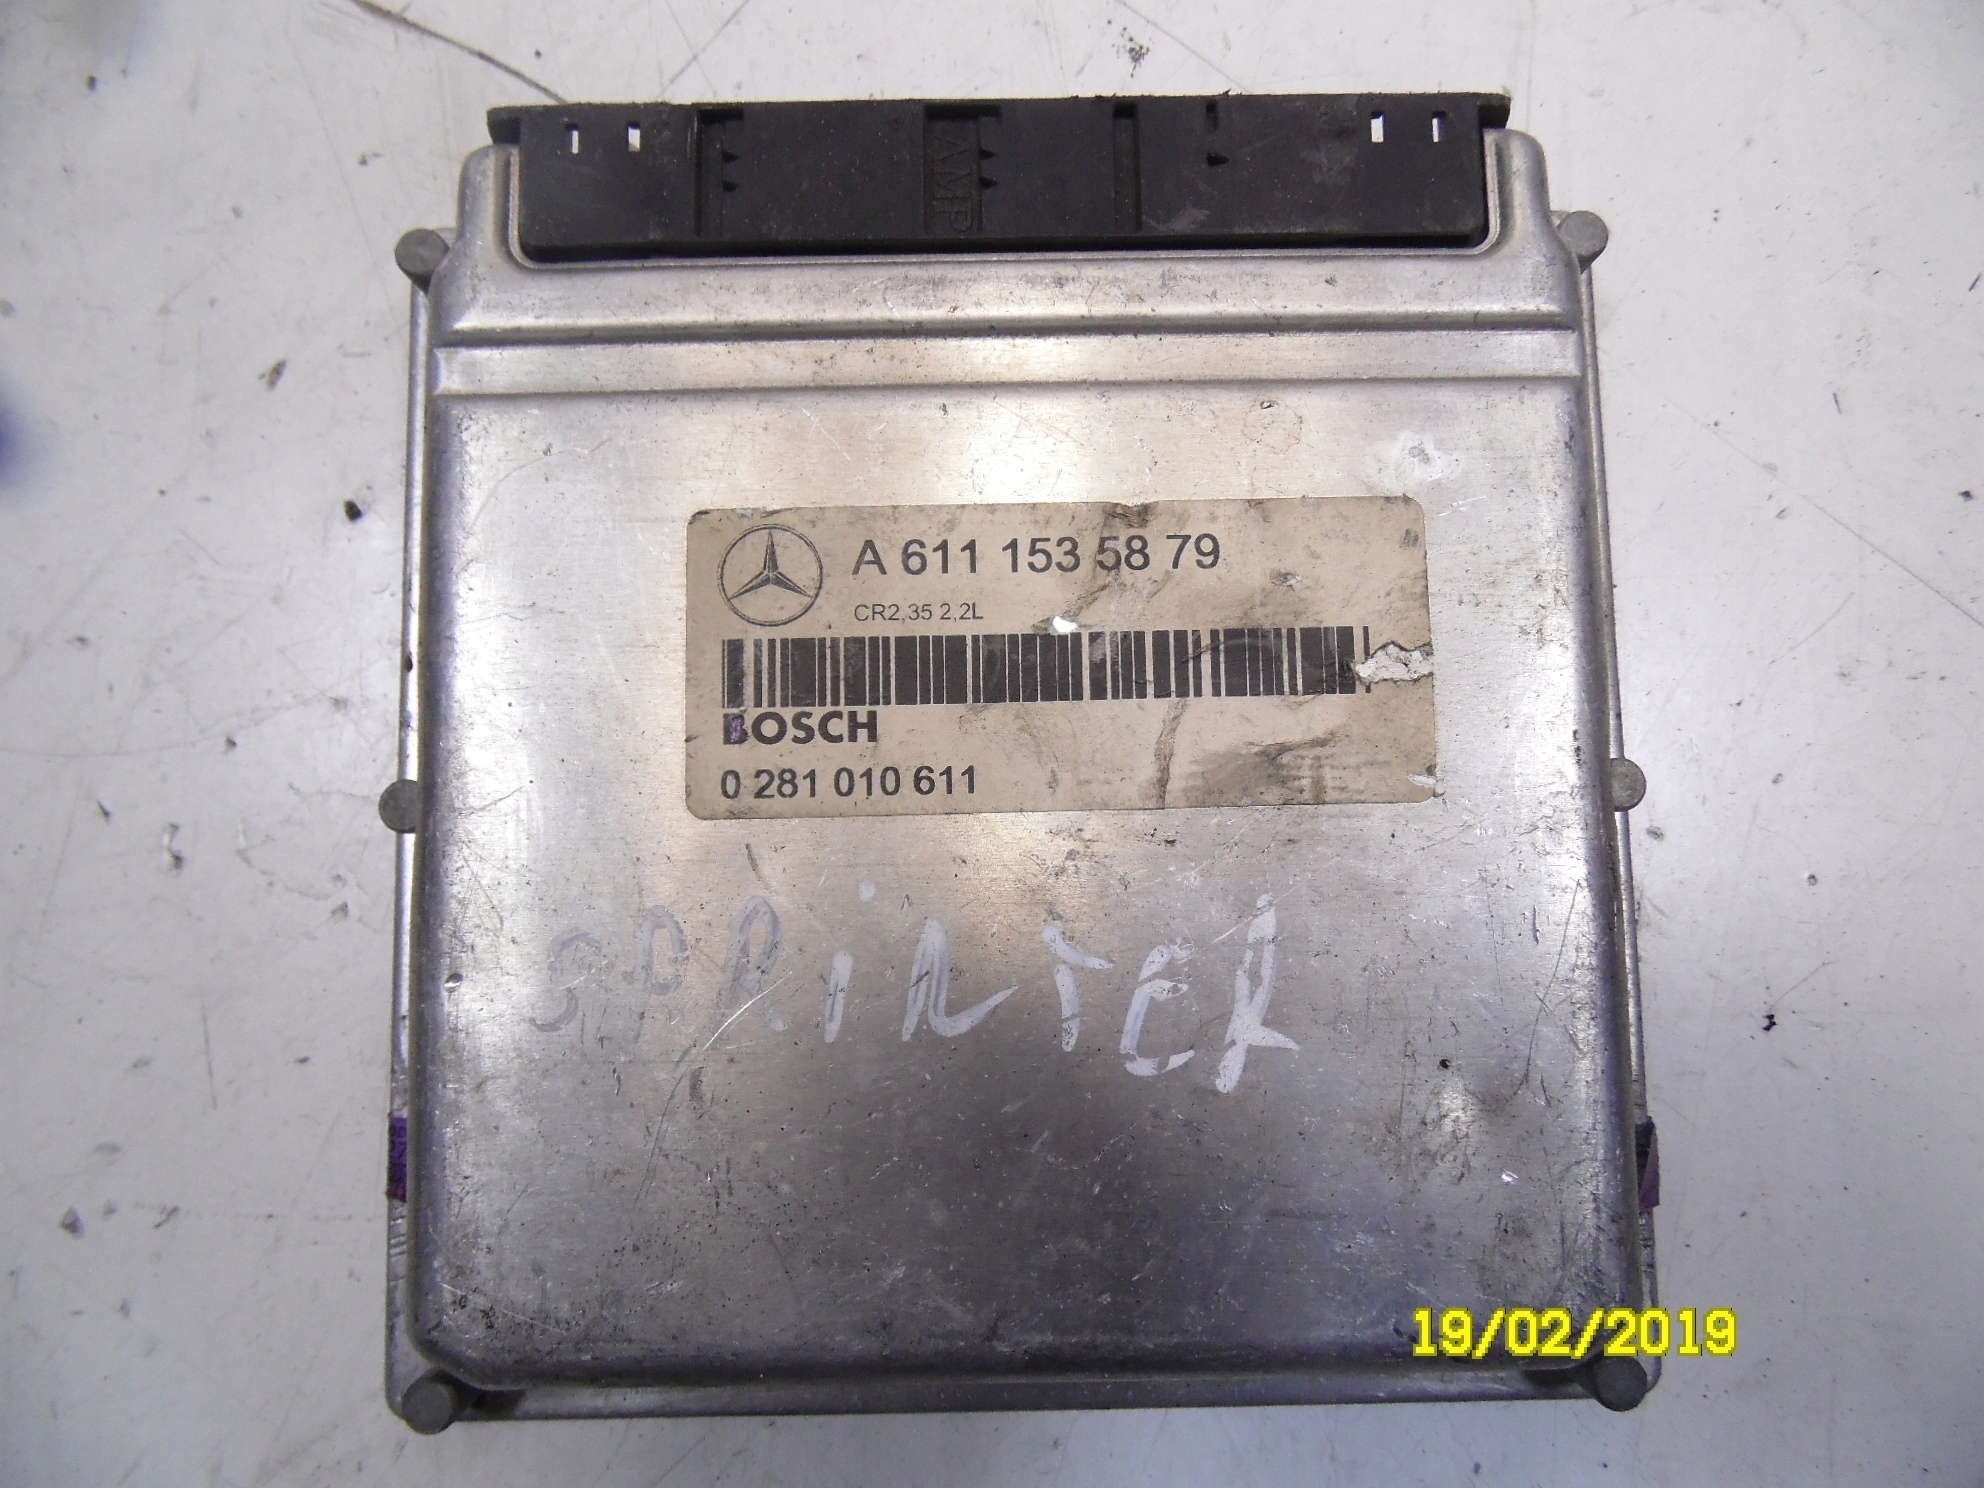 AMP
A 611 153 58 79
CR2,35 2,2L
BOSCH
0 281 010 611
SPRiNTER
19/02/2019